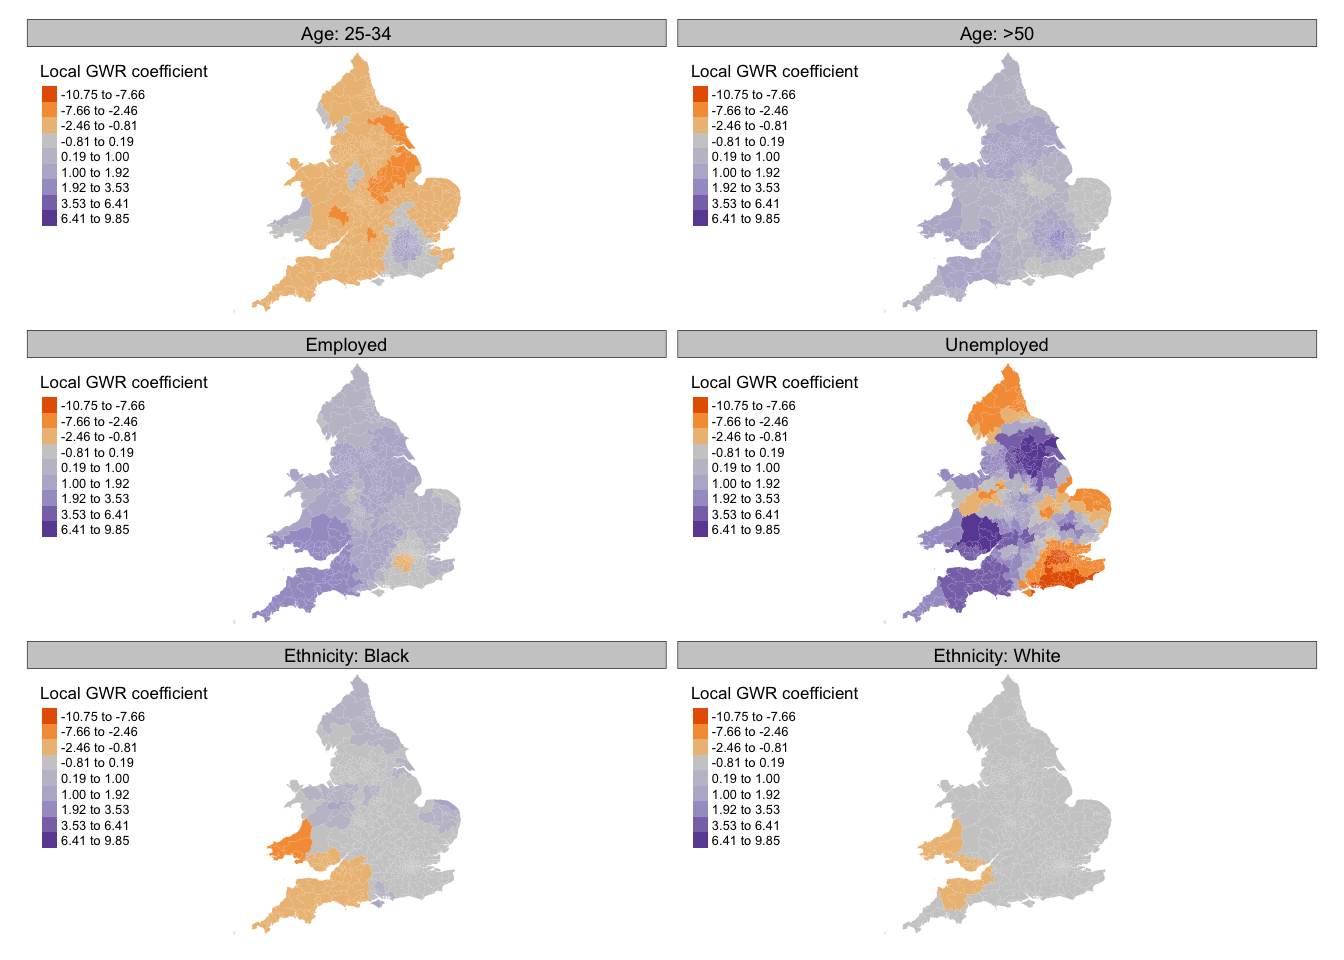 Age: 25-34
Local GWR coefficient
-10.75 to -7.66
-7.66 to -2.46
-2.46 to -0.81
-0.81 to 0.19
0.19 to 1.00
1.00 to 1.92
1.92 to 3.53
3.53 to 6.41
6.41 to 9.85
Age: >50
Local GWR coefficient
-10.75 to -7.66
-7.66 to -2.46
-2.46 to -0.81
-0.81 to 0.19
0.19 to 1.00
1.00 to 1.92
1.92 to 3.53
3.53 to 6.41
6.41 to 9.85
Employed
Local GWR coefficient
-10.75 to -7.66
-7.66 to -2.46
-2.46 to -0.81
-0.81 to 0.19
0.19 to 1.00
1.00 to 1.92
1.92 to 3.53
3.53 to 6.41
6.41 to 9.85
Unemployed
Local GWR coefficient
-10.75 to -7.66
-7.66 to -2.46
-2.46 to -0.81
-0.81 to 0.19
0.19 to 1.00
1.00 to 1.92
1.92 to 3.53
3.53 to 6.41
6.41 to 9.85
Ethnicity: Black
Local GWR coefficient
-10.75 to -7.66
-7.66 to -2.46
-2.46 to -0.81
-0.81 to 0.19
0.19 to 1.00
1.00 to 1.92
1.92 to 3.53
3.53 to 6.41
6.41 to 9.85
Ethnicity: White
Local GWR coefficient
-10.75 to -7.66
-7.66 to -2.46
-2.46 to -0.81
-0.81 to 0.19
0.19 to 1.00
1.00 to 1.92
1.92 to 3.53
3.53 to 6.41
6.41 to 9.85